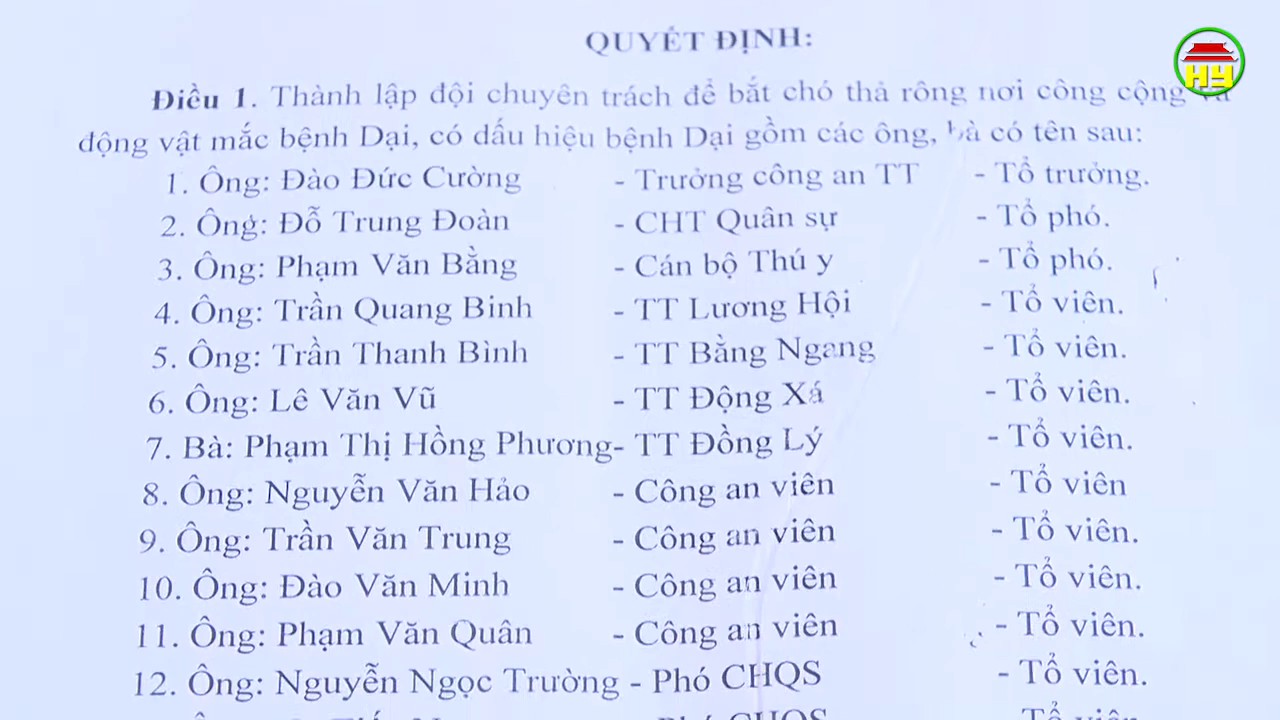 QUYẾT ĐỊNH:
HY
Điều 1. Thành lập đội chuyên trách để bắt chó thả rông nơi công cộng và
động vật mắc bệnh Dại, có dấu hiệu bệnh Dại gồm các ông, bà có tên sau:
1. Ông: Đào Đức Cường - Trưởng công an TT - Tổ trưởng.
2. Ông: Đỗ Trung Đoàn - CHT Quân sự - Tổ phó.
3. Ông: Phạm Văn Bằng - Cán bộ Thú y - Tổ phó.
4. Ông: Trần Quang Binh - TT Lương Hội - Tổ viên.
5. Ông: Trần Thanh Bình - TT Bằng Ngang - Tổ viên.
6. Ông: Lê Văn Vũ - TT Động Xá - Tổ viên.
7. Bà: Phạm Thị Hồng Phương- TT Đồng Lý - Tổ viên.
8. Ông: Nguyễn Văn Hảo - Công an viên - Tổ viên
9. Ông: Trần Văn Trung - Công an viên - Tổ viên.
10. Ông: Đào Văn Minh - Công an viên - Tổ viên.
11. Ông: Phạm Văn Quân - Công an viên - Tổ viên.
12. Ông: Nguyễn Ngọc Trường - Phó CHQS - Tổ viên.